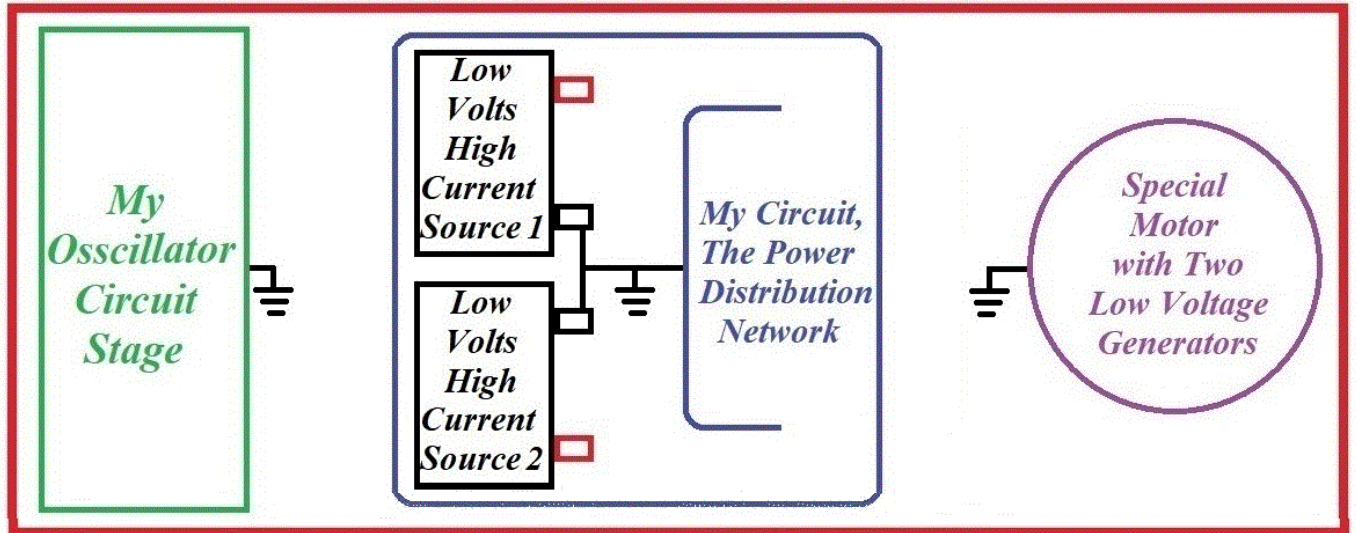 My
Osscillator
Circuit
Stage
Low
Volts
High
Current
Source 1
Low
Volts
High
Current
Source 2
My Circuit,
The Power
Distribution
Network
Special
Motor
with Two
Low Voltage
Generators